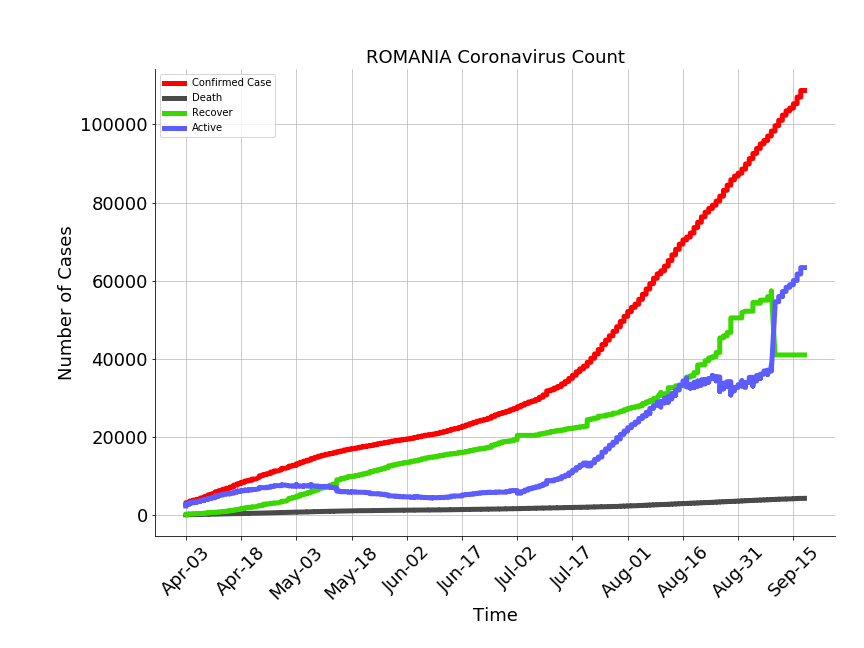 ROMANIA Coronavirus Count
Confirmed Case
Death
Recover
Active
Number of Cases
100000
80000
60000
40000
20000
0
Apr-03
Apr-18
May-03
May-18
Jun-02
Jun-17
Jul-02
Jul-17
Aug-01
Aug-16
Aug-31
Sep-15
Time